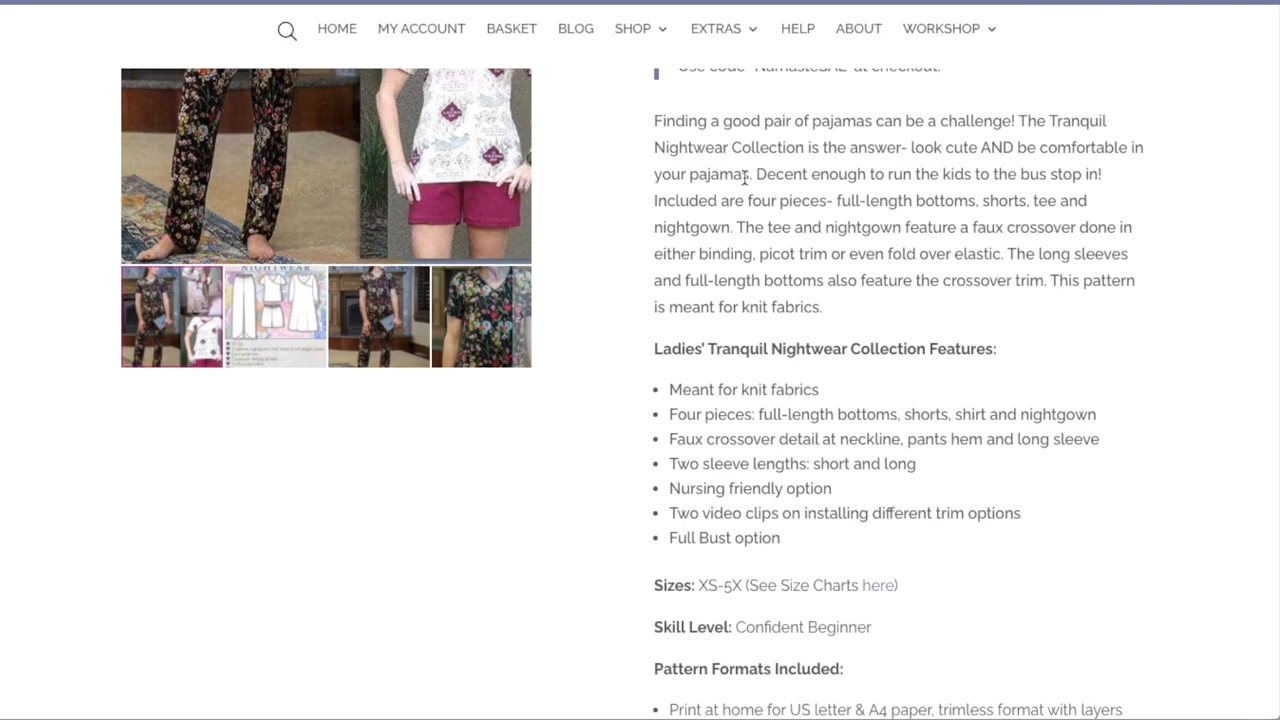 HOME MY ACCOUNT BASKET BLOG SHOP EXTRAS HELP ABOUT WORKSHOP
Use code "NamasteSAL" at checkout.
Finding a good pair of pajamas can be a challenge! The Tranquil
Nightwear Collection is the answer- look cute AND be comfortable in
your pajamas. Decent enough to run the kids to the bus stop in!
Included are four pieces- full-length bottoms, shorts, tee and
nightgown. The tee and nightgown feature a faux crossover done in
either binding, picot trim or even fold over elastic. The long sleeves
and full-length bottoms also feature the crossover trim. This pattern
is meant for knit fabrics.
NIGHTWEAR
Ladies' Tranquil Nightwear Collection Features:
• Meant for knit fabrics
• Four pieces: full-length bottoms, shorts, shirt and nightgown
• Faux crossover detail at neckline, pants hem and long sleeve
• Two sleeve lengths: short and long
• Nursing friendly option
• Two video clips on installing different trim options
• Full Bust option
Sizes: XS-5X (See Size Charts here)
Skill Level: Confident Beginner
Pattern Formats Included:
• Print at home for US letter & A4 paper, trimless format with layers